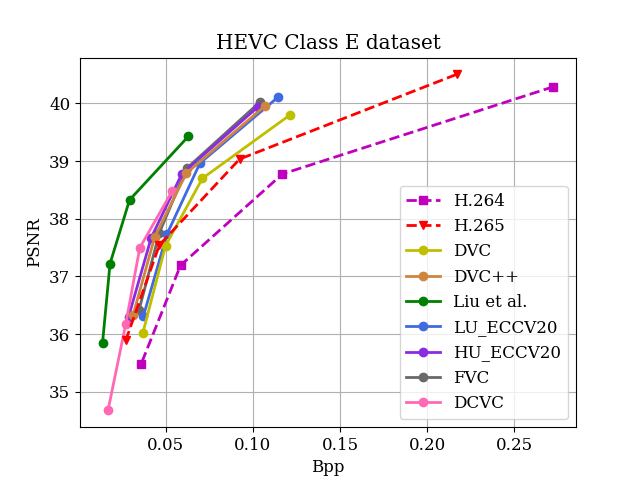 HEVC Class E dataset
PSNR
40
39
38
37
36
35
0.05 0.10 0.15 0.20 0.25
Bpp
H.264
H.265
DVC
DVC++
Liu et al.
LU_ECCV20
HU_ECCV20
FVC
DCVC